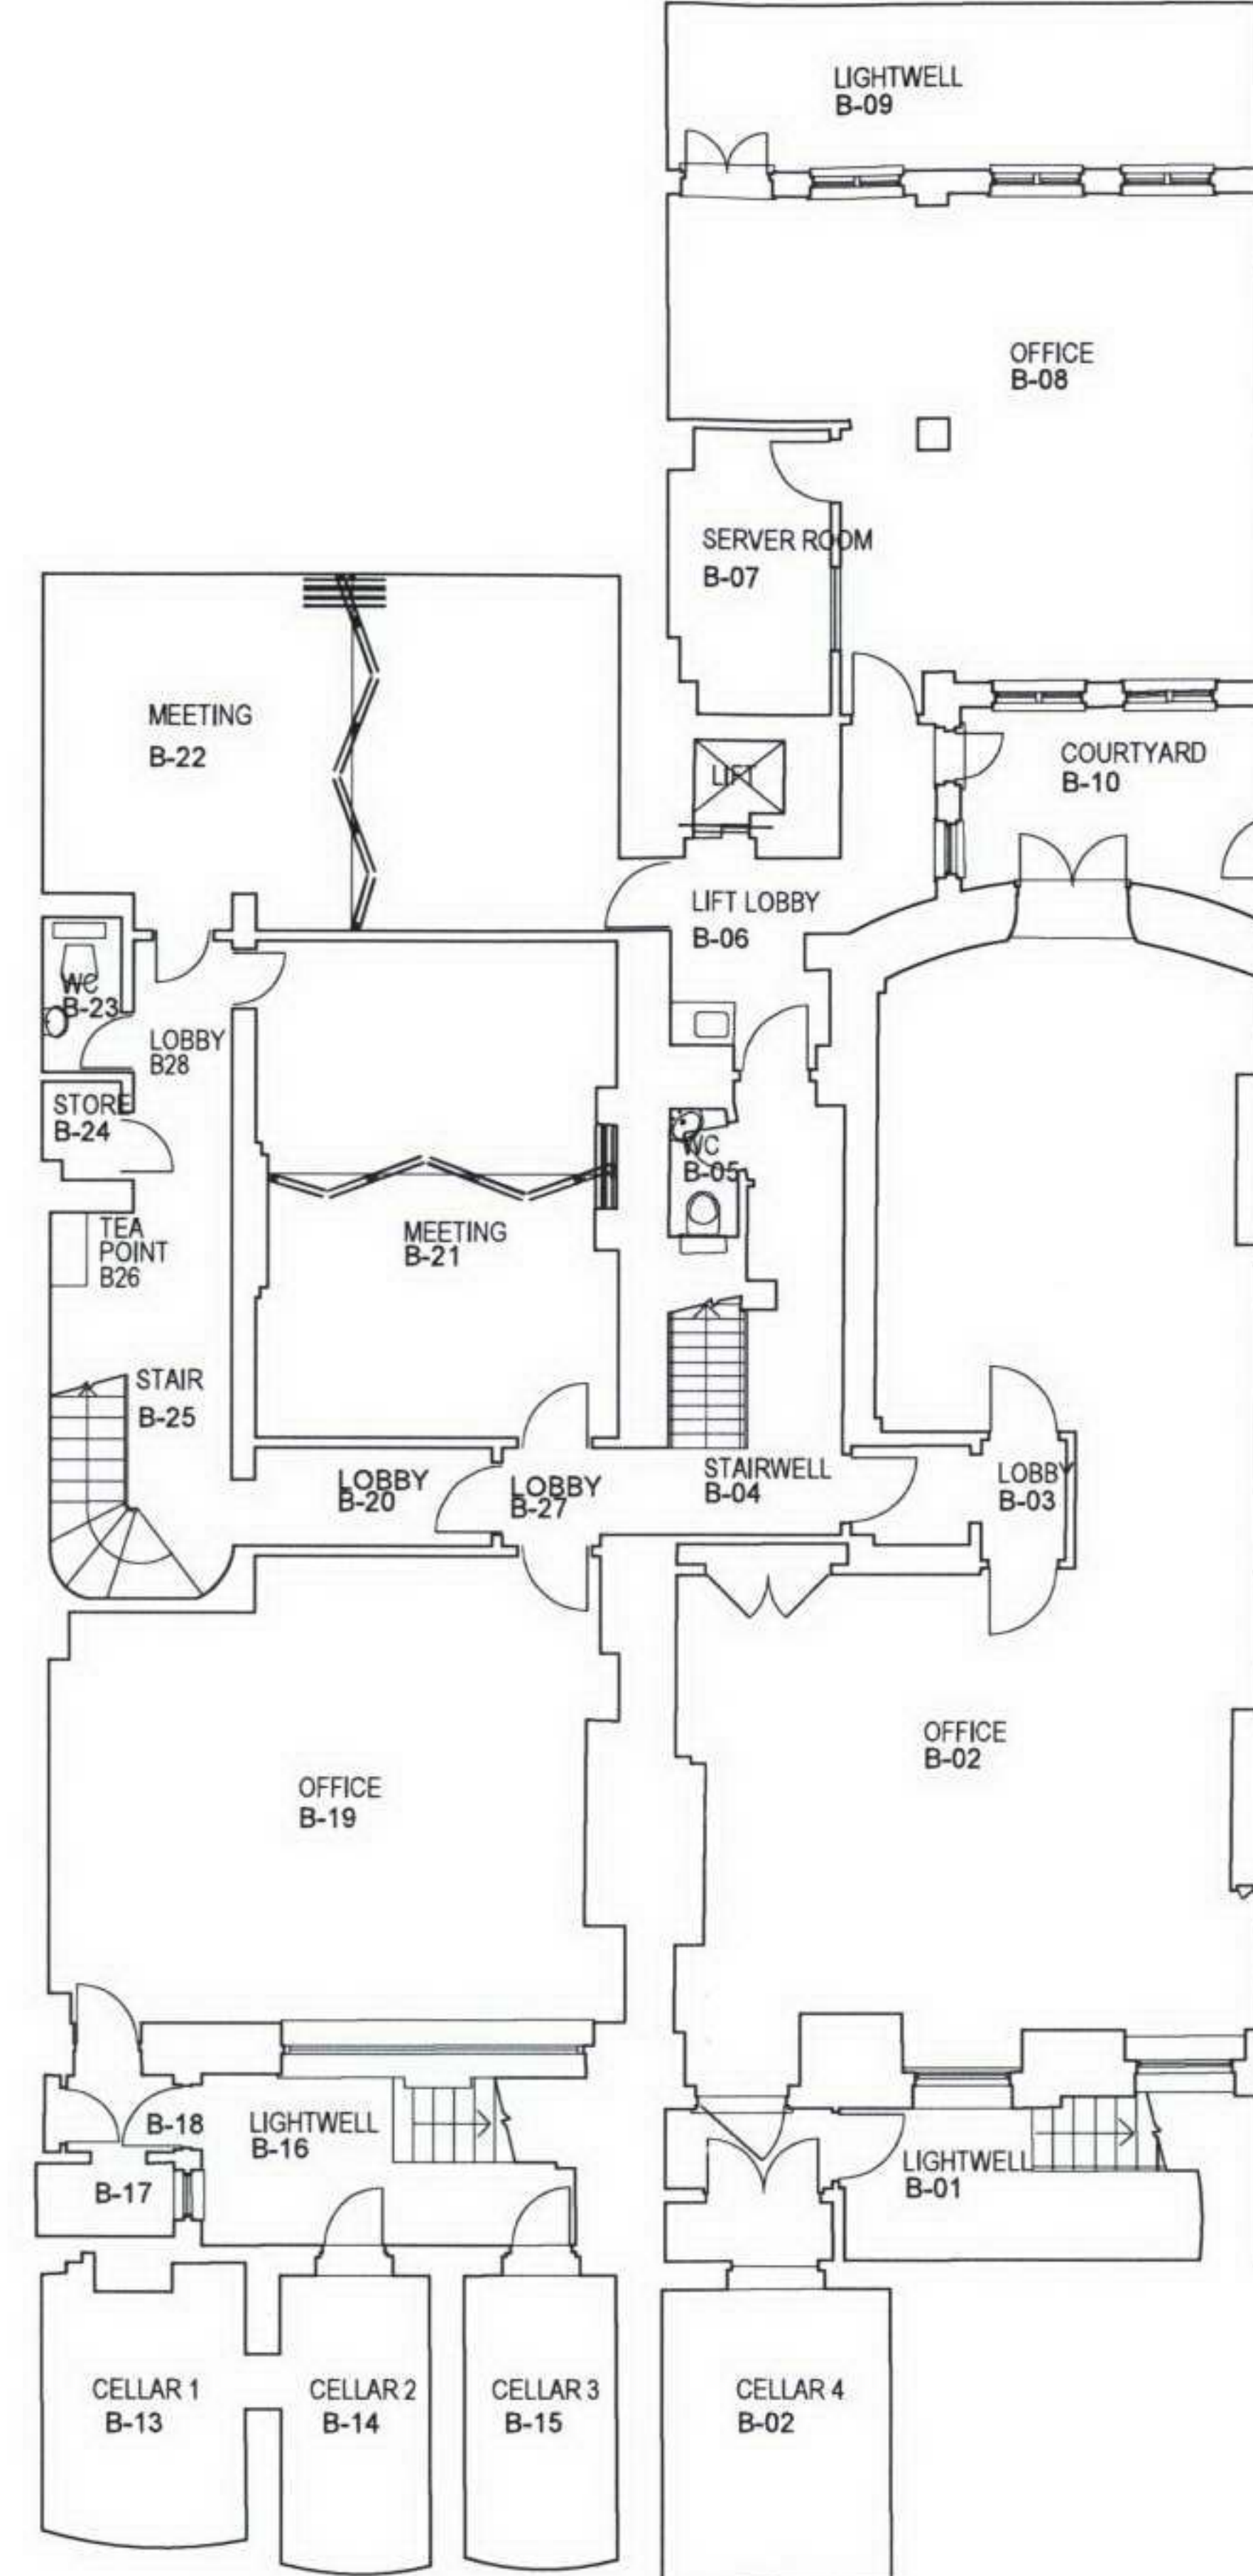 LIGHTWELL
B-09
OFFICE
B-08
SERVER ROOM
B-07
MEETING
B-22
LIFT
COURTYARD
B-10
LIFT LOBBY
B-06
WC
B-23
LOBBY
B28
STORE
B-24
WC
B-05
TEA
POINT
B26
MEETING
B-21
STAIR
B-25
LOBBY
B-20
LOBBY
B-27
STAIRWELL
B-04
LOBBY
B-03
OFFICE
B-02
OFFICE
B-19
B-18
LIGHTWELL
B-16
B-17
LIGHTWELL
B-01
CELLAR 1
B-13
CELLAR 2
B-14
CELLAR 3
B-15
CELLAR 4
B-02